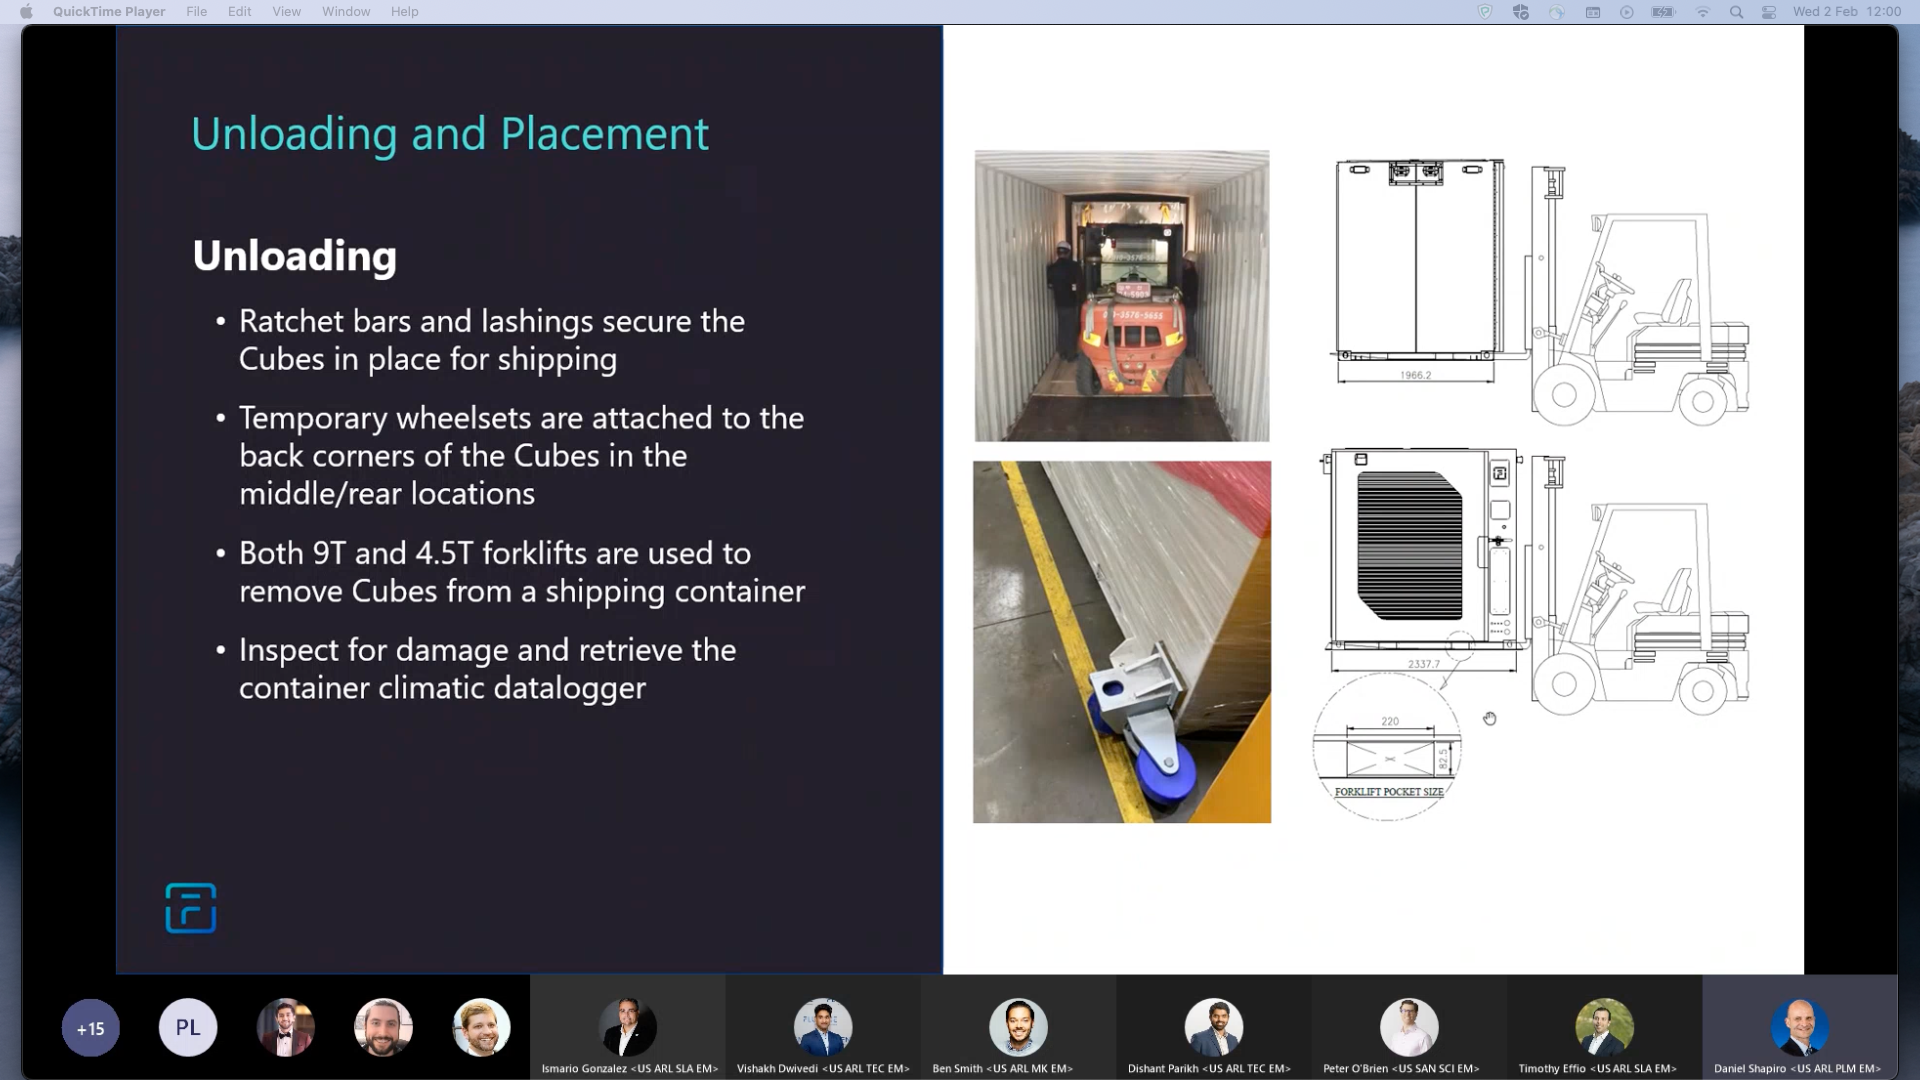 QuickTime Player File Edit View Window Help Wed 2 Feb 12:00
Unloading and Placement
Unloading
• Ratchet bars and lashings secure the
Cubes in place for shipping
• Temporary wheelsets are attached to the
back corners of the Cubes in the
middle/rear locations
• Both 9T and 4.5T forklifts are used to
remove Cubes from a shipping container
• Inspect for damage and retrieve the
container climatic datalogger
1966.2
2337.7
220
82.5
FORKLIFT POCKET SIZE
+15
PL
Ismario Gonzalez <US ARL SLA EM>
Vishakh Dwivedi <US ARL TEC EM>
Ben Smith <US ARL MK EM>
Dishant Parikh <US ARL TEC EM>
Peter O'Brien <US SAN SCI EM>
Timothy Effio <US ARL SLA EM>
Daniel Shapiro <US ARL PLM EM>